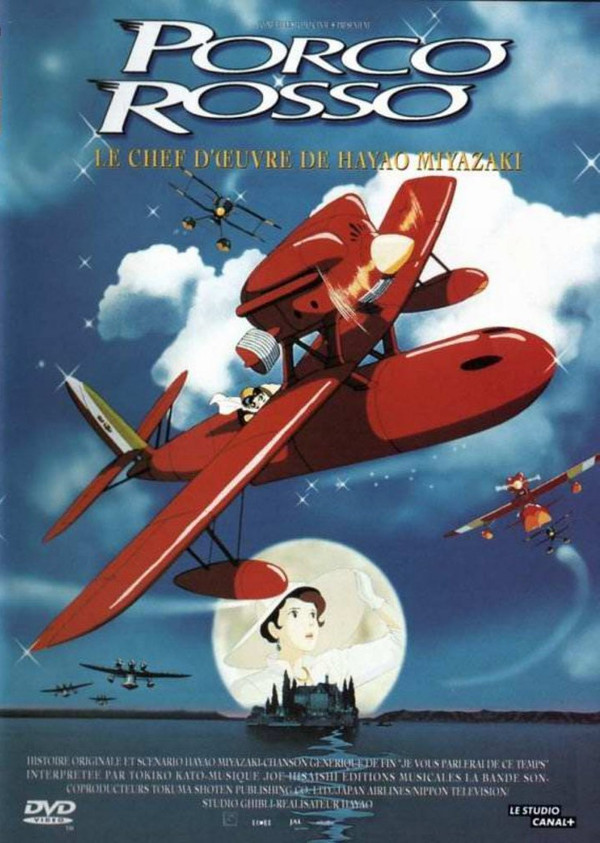 PORCO
ROSSO
LE CHEF D'ŒUVRE DE HAYAO MIYAZAKI
HISTOIRE ORIGINALE ET SCENARIO HAYAO MIYAZAKI-CHANSON GENERIQUE DE FIN "JE VOUS PARLERAI DE CE TEMPS"
INTERPRETEE PAR TOKIKO KATO-MUSIQUE JOE HISAISHI EDITIONS MUSICALES LA BANDE SON-
COPRODUCTEURS TOKUMA SHOTEN PUBLISHING CO. LTD/JAPAN AIRLINES/NIPPON TELEVISION/
STUDIO GHIBLI-REALISATEUR HAYAO
DVD
VIDEO
TM
LE STUDIO
CANAL+